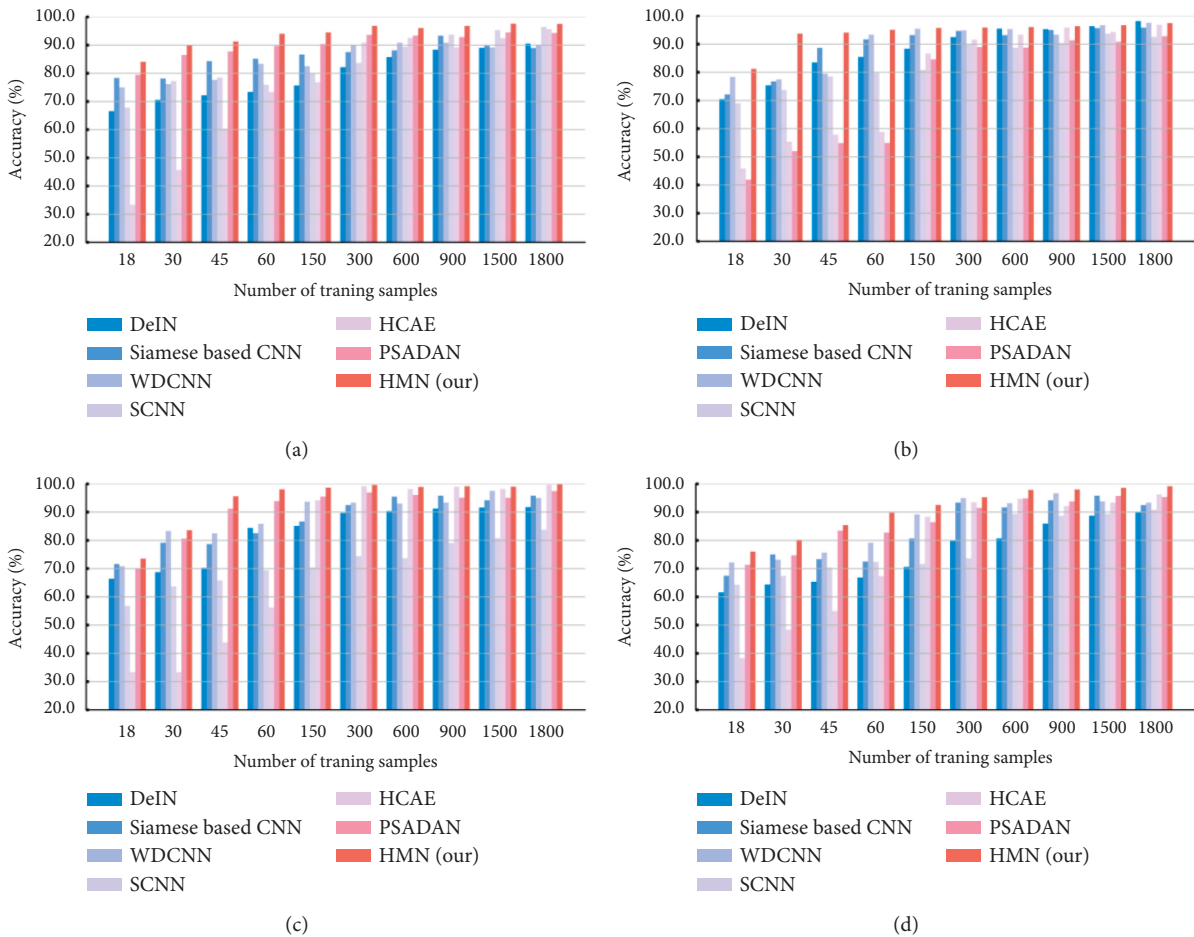 100.0
90.0
80.0
70.0
60.0
50.0
40.0
30.0
20.0
Accuracy (%)
18 30 45 60 150 300 600 900 1500 1800
Number of traning samples
DeIN
Siamese based CNN
WDCNN
SCNN
HCAE
PSADAN
HMN (our)
(a)
100.0
90.0
80.0
70.0
60.0
50.0
40.0
30.0
20.0
Accuracy (%)
18 30 45 60 150 300 600 900 1500 1800
Number of traning samples
DeIN
Siamese based CNN
WDCNN
SCNN
HCAE
PSADAN
HMN (our)
(b)
100.0
90.0
80.0
70.0
60.0
50.0
40.0
30.0
20.0
Accuracy (%)
18 30 45 60 150 300 600 900 1500 1800
Number of traning samples
DeIN
Siamese based CNN
WDCNN
SCNN
HCAE
PSADAN
HMN (our)
(c)
100.0
90.0
80.0
70.0
60.0
50.0
40.0
30.0
20.0
Accuracy (%)
18 30 45 60 150 300 600 900 1500 1800
Number of traning samples
DeIN
Siamese based CNN
WDCNN
SCNN
HCAE
PSADAN
HMN (our)
(d)